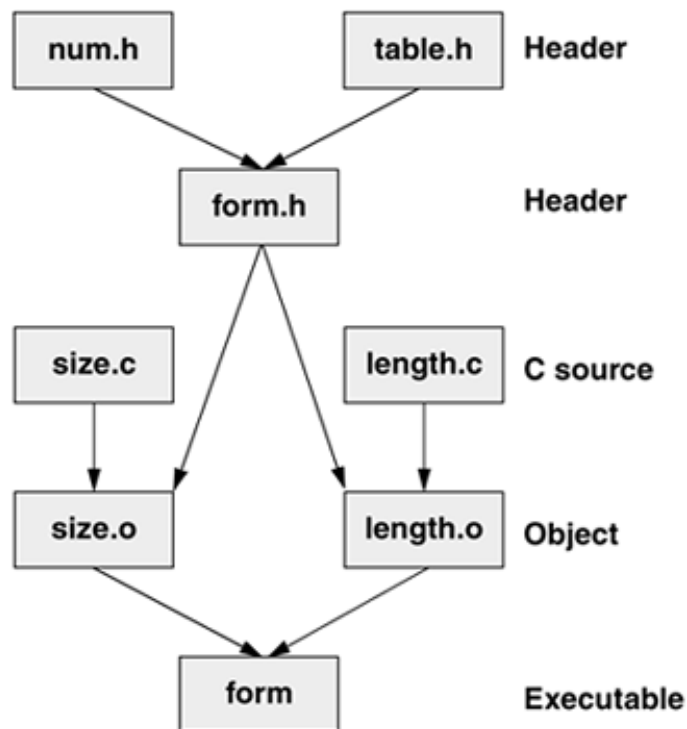 num.h table.h Header
form.h Header
size.c length.c C source
size.o length.o Object
form Executable